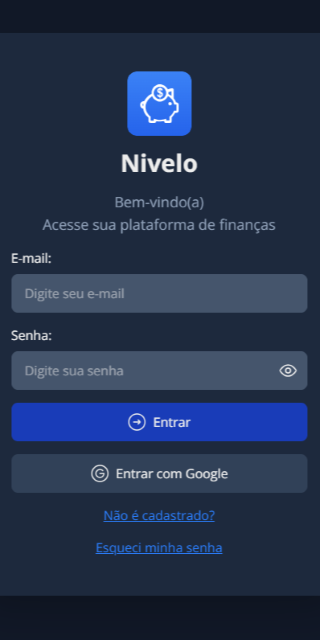 Nivelo
Bem-vindo(a)
Acesse sua plataforma de finanças
E-mail:
Digite seu e-mail
Senha:
Digite sua senha
Entrar
Entrar com Google
Não é cadastrado?
Esqueci minha senha